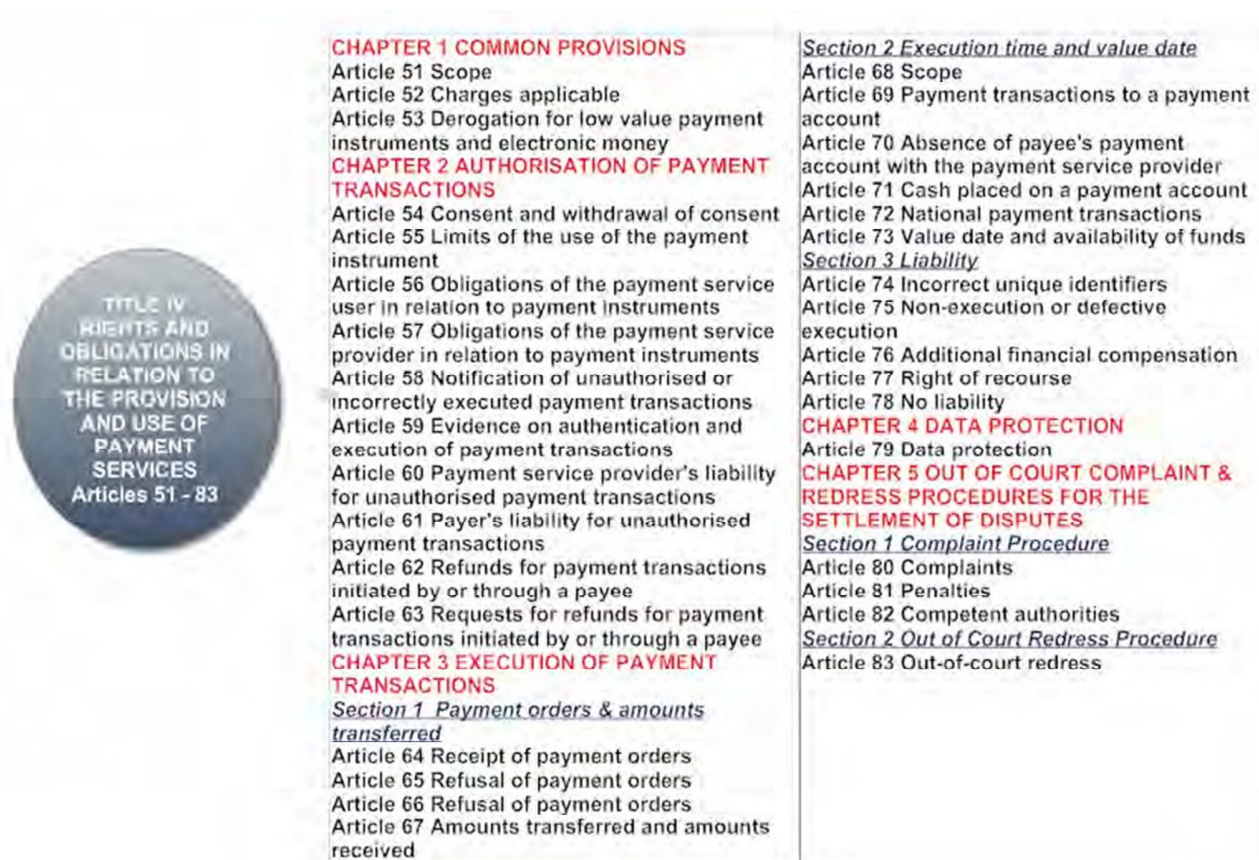 TITLE IV
RIGHTS AND
OBLIGATIONS IN
RELATION TO
THE PROVISION
AND USE OF
PAYMENT
SERVICES
Articles 51 - 83
CHAPTER 1 COMMON PROVISIONS
Article 51 Scope
Article 52 Charges applicable
Article 53 Derogation for low value payment
instruments and electronic money
CHAPTER 2 AUTHORISATION OF PAYMENT
TRANSACTIONS
Article 54 Consent and withdrawal of consent
Article 55 Limits of the use of the payment
instrument
Article 56 Obligations of the payment service
user in relation to payment instruments
Article 57 Obligations of the payment service
provider in relation to payment instruments
Article 58 Notification of unauthorised or
incorrectly executed payment transactions
Article 59 Evidence on authentication and
execution of payment transactions
Article 60 Payment service provider's liability
for unauthorised payment transactions
Article 61 Payer's liability for unauthorised
payment transactions
Article 62 Refunds for payment transactions
initiated by or through a payee
Article 63 Requests for refunds for payment
transactions initiated by or through a payee
CHAPTER 3 EXECUTION OF PAYMENT
TRANSACTIONS
Section 1 Payment orders & amounts
transferred
Article 64 Receipt of payment orders
Article 65 Refusal of payment orders
Article 66 Refusal of payment orders
Article 67 Amounts transferred and amounts
received
Section 2 Execution time and value date
Article 68 Scope
Article 69 Payment transactions to a payment
account
Article 70 Absence of payee's payment
account with the payment service provider
Article 71 Cash placed on a payment account
Article 72 National payment transactions
Article 73 Value date and availability of funds
Section 3 Liability
Article 74 Incorrect unique identifiers
Article 75 Non-execution or defective
execution
Article 76 Additional financial compensation
Article 77 Right of recourse
Article 78 No liability
CHAPTER 4 DATA PROTECTION
Article 79 Data protection
CHAPTER 5 OUT OF COURT COMPLAINT &
REDRESS PROCEDURES FOR THE
SETTLEMENT OF DISPUTES
Section 1 Complaint Procedure
Article 80 Complaints
Article 81 Penalties
Article 82 Competent authorities
Section 2 Out of Court Redress Procedure
Article 83 Out-of-court redress